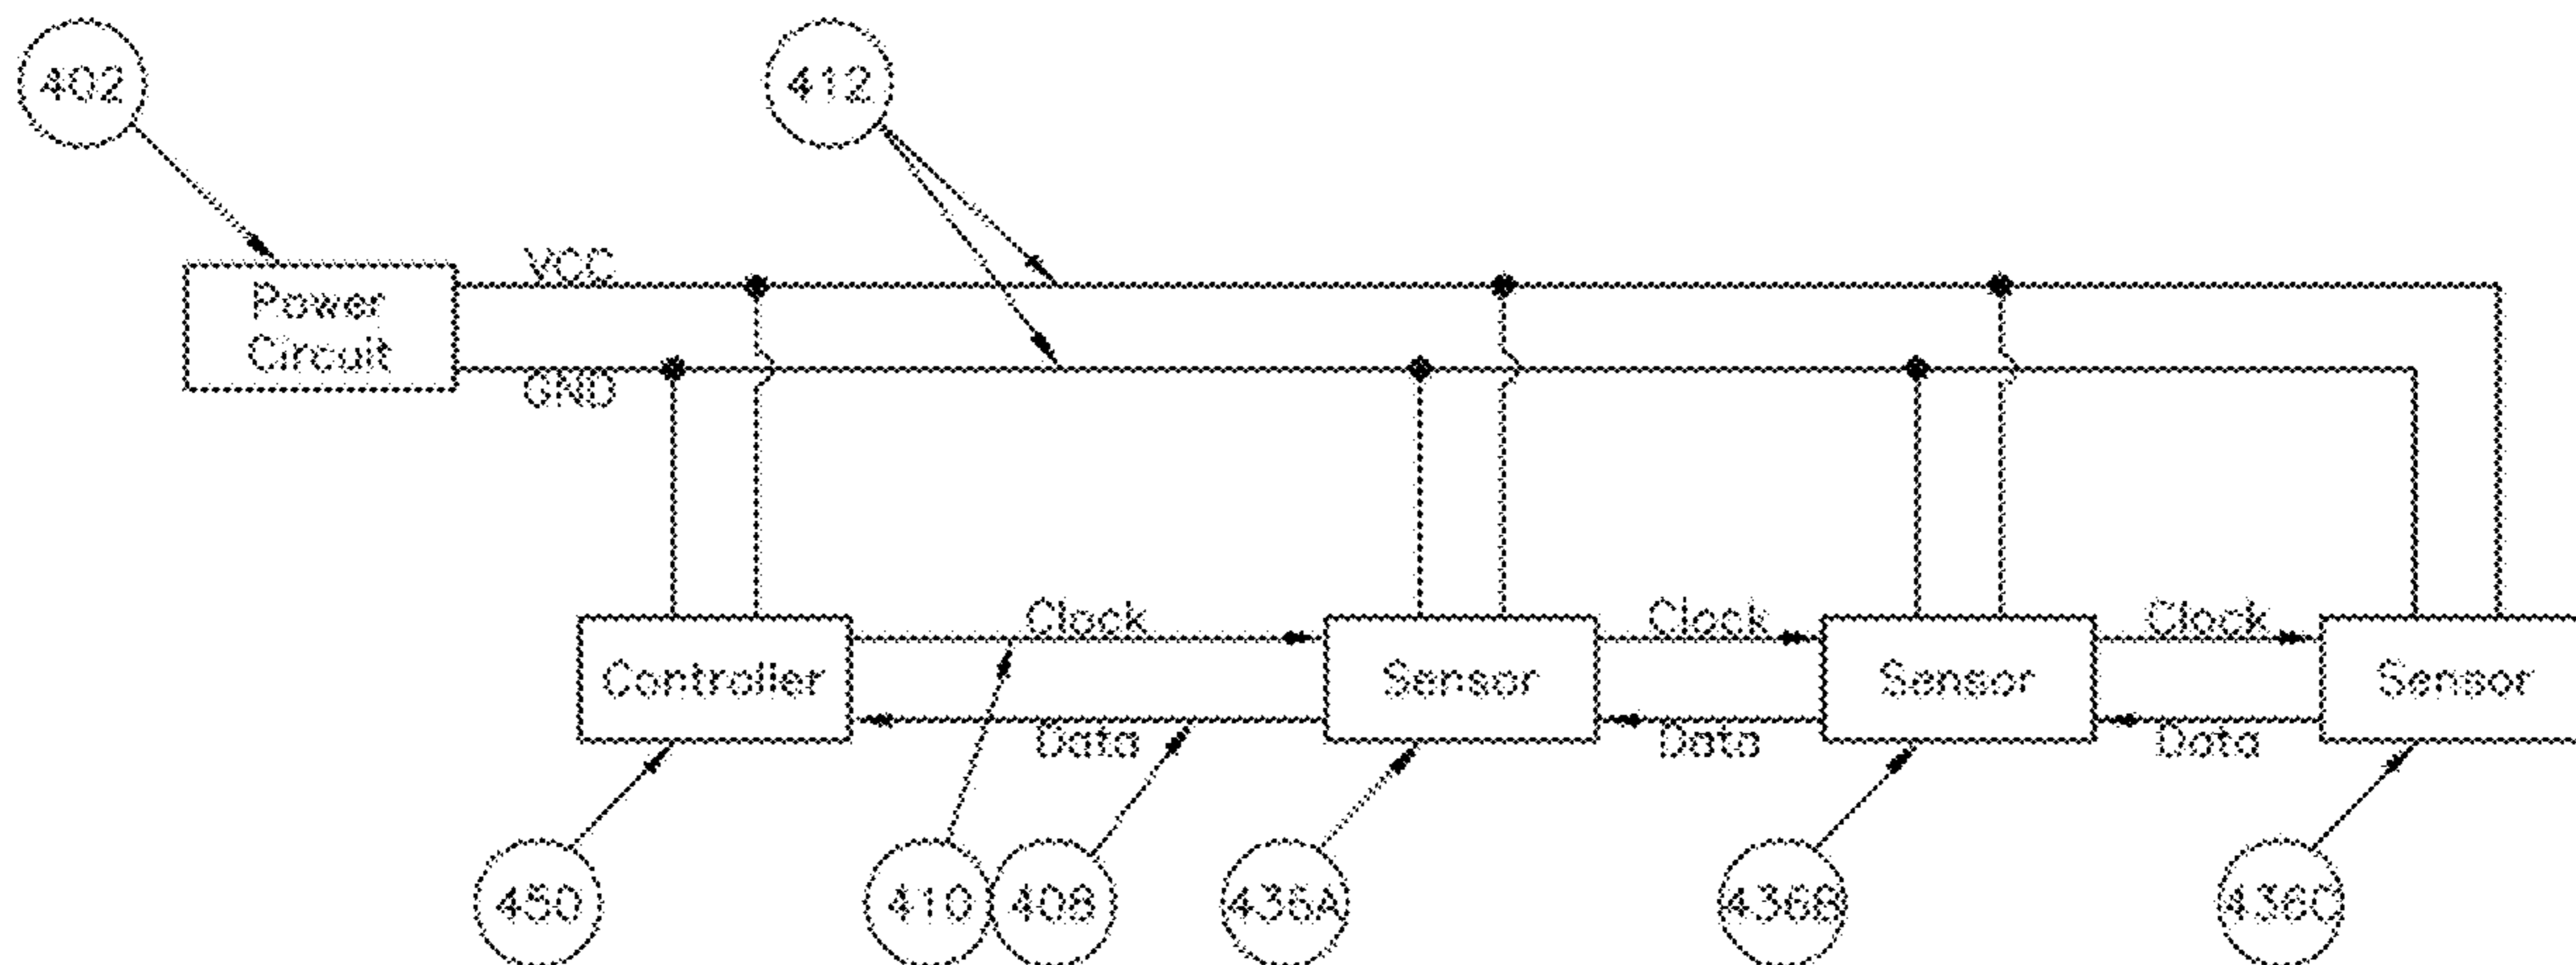 402
412
VCC
Power
Circuit
GND
Clock
Clock
Clock
Controller
Sensor
Sensor
Sensor
Data
Data
Data
450
410
408
436A
436B
436C